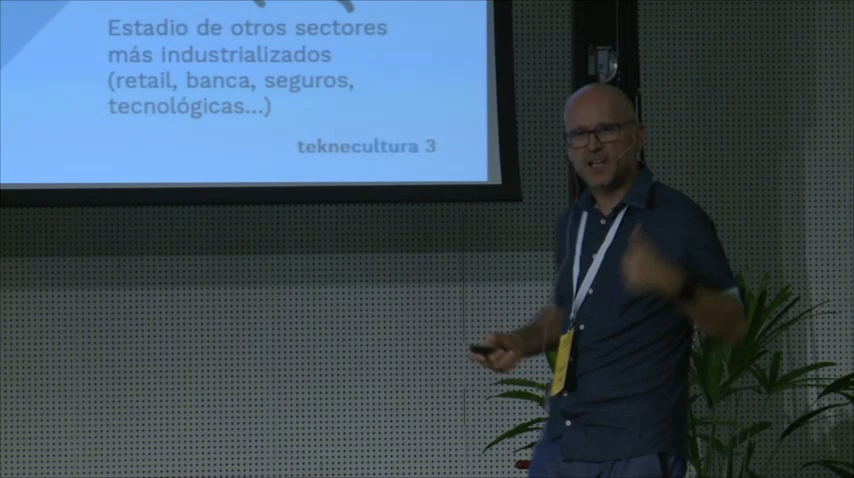 Estadio de otros sectores
más industrializados
(retail, banca, seguros,
tecnológicas...)
teknecultura 3